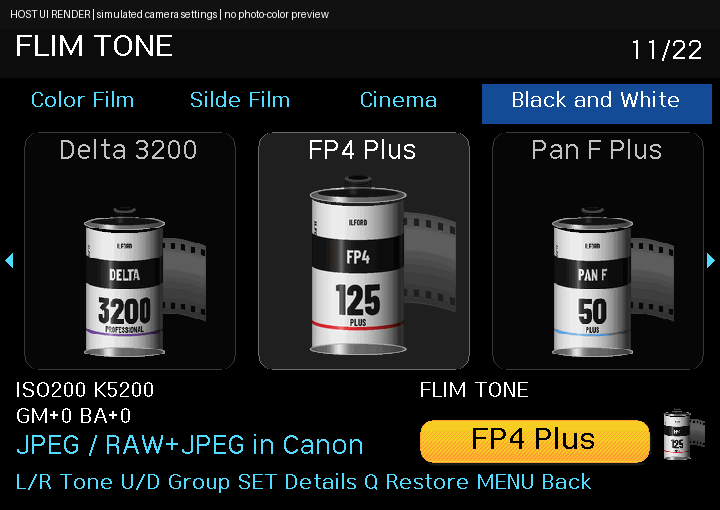 HOST UI RENDER | simulated camera settings | no photo-color preview
FLIM TONE
11/22
Color Film
Silde Film
Cinema
Black and White
Delta 3200
FP4 Plus
Pan F Plus
ILFORD
DELTA
3200
PROFESSIONAL
ILFORD
FP4
125
PLUS
ILFORD
PAN F
50
PLUS
ISO200 K5200
GM+0 BA+0
JPEG / RAW+JPEG in Canon
FLIM TONE
FP4 Plus
FP4
125
L/R Tone U/D Group SET Details Q Restore MENU Back